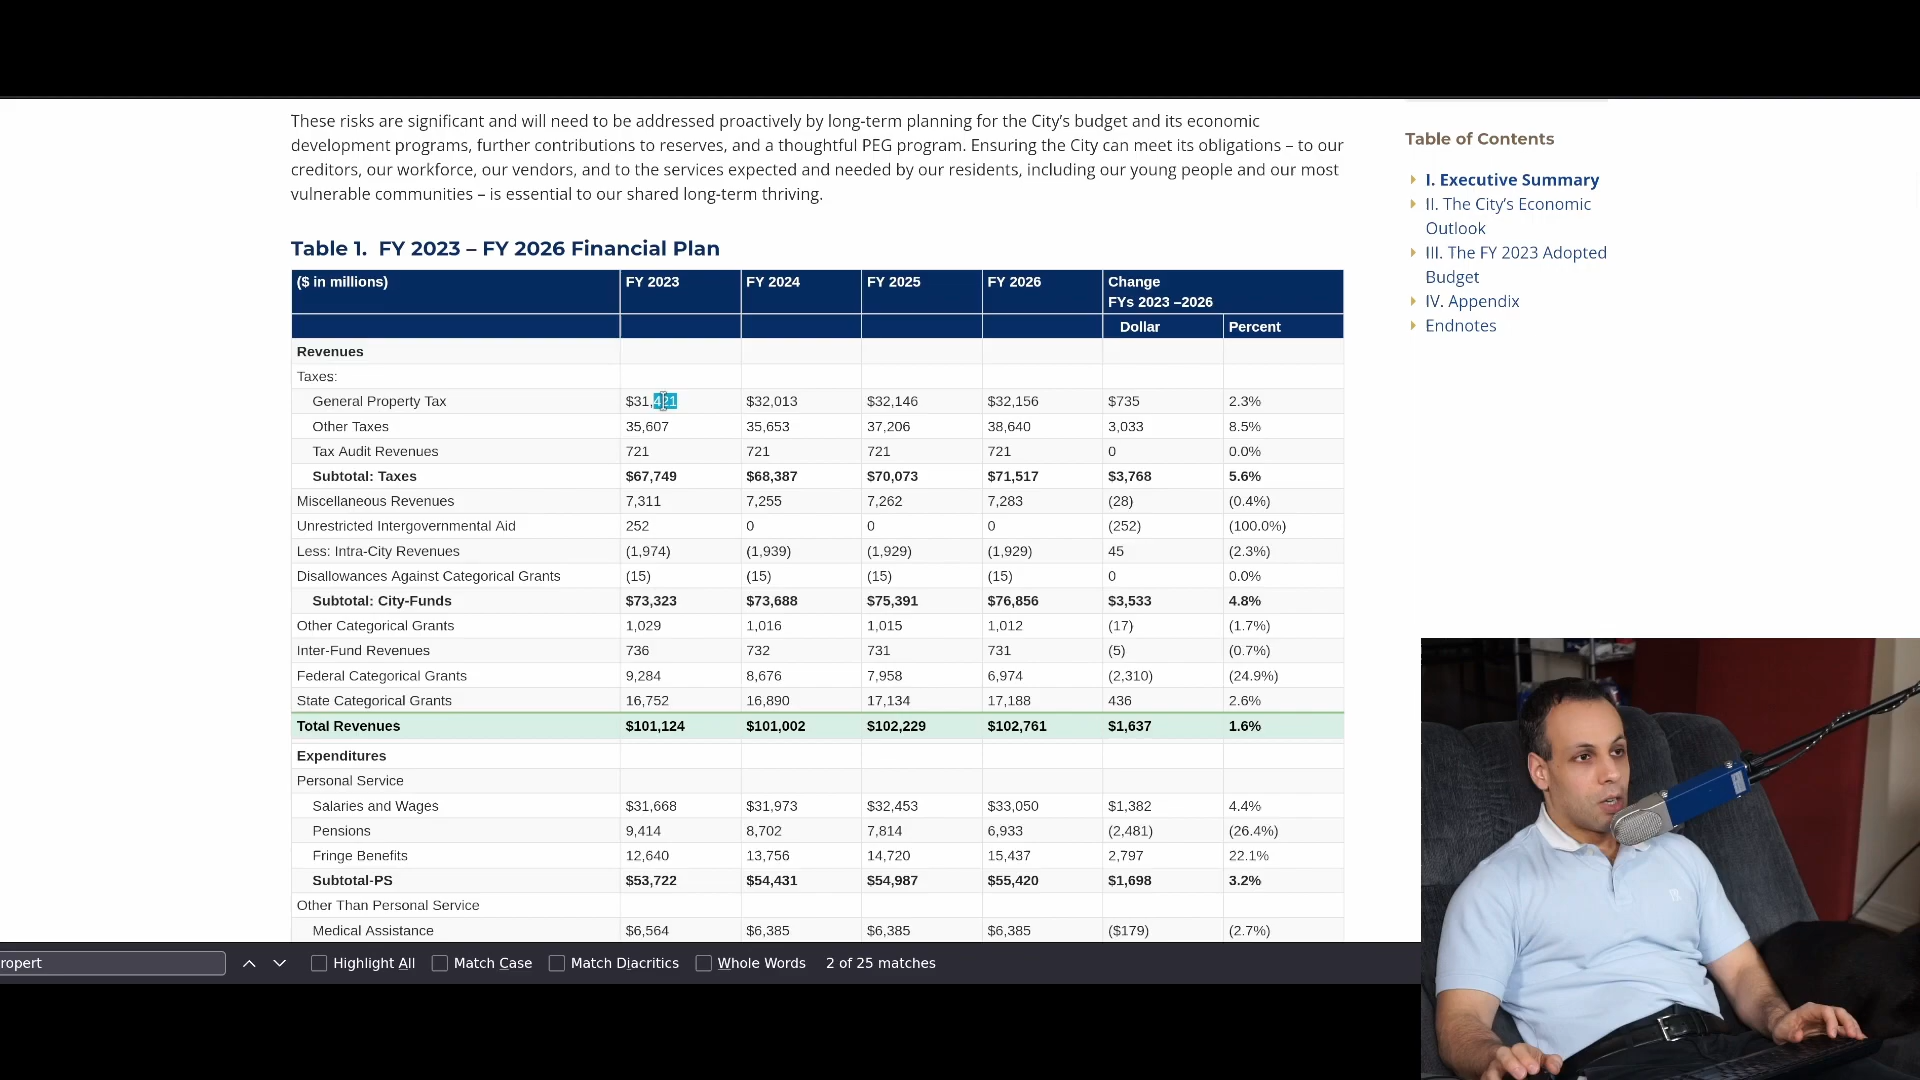 These risks are significant and will need to be addressed proactively by long-term planning for the City’s budget and its economic
development programs, further contributions to reserves, and a thoughtful PEG program. Ensuring the City can meet its obligations – to our
creditors, our workforce, our vendors, and to the services expected and needed by our residents, including our young people and our most
vulnerable communities – is essential to our shared long-term thriving.
Table 1. FY 2023 – FY 2026 Financial Plan
($ in millions) FY 2023 FY 2024 FY 2025 FY 2026 Change
FYs 2023 –2026
Dollar Percent
Revenues
Taxes:
General Property Tax $31,421 $32,013 $32,146 $32,156 $735 2.3%
Other Taxes 35,607 35,653 37,206 38,640 3,033 8.5%
Tax Audit Revenues 721 721 721 721 0 0.0%
Subtotal: Taxes $67,749 $68,387 $70,073 $71,517 $3,768 5.6%
Miscellaneous Revenues 7,311 7,255 7,262 7,283 (28) (0.4%)
Unrestricted Intergovernmental Aid 252 0 0 0 (252) (100.0%)
Less: Intra-City Revenues (1,974) (1,939) (1,929) (1,929) 45 (2.3%)
Disallowances Against Categorical Grants (15) (15) (15) (15) 0 0.0%
Subtotal: City-Funds $73,323 $73,688 $75,391 $76,856 $3,533 4.8%
Other Categorical Grants 1,029 1,016 1,015 1,012 (17) (1.7%)
Inter-Fund Revenues 736 732 731 731 (5) (0.7%)
Federal Categorical Grants 9,284 8,676 7,958 6,974 (2,310) (24.9%)
State Categorical Grants 16,752 16,890 17,134 17,188 436 2.6%
Total Revenues $101,124 $101,002 $102,229 $102,761 $1,637 1.6%
Expenditures
Personal Service
Salaries and Wages $31,668 $31,973 $32,453 $33,050 $1,382 4.4%
Pensions 9,414 8,702 7,814 6,933 (2,481) (26.4%)
Fringe Benefits 12,640 13,756 14,720 15,437 2,797 22.1%
Subtotal-PS $53,722 $54,431 $54,987 $55,420 $1,698 3.2%
Other Than Personal Service
Medical Assistance $6,564 $6,385 $6,385 $6,385 ($179) (2.7%)
Table of Contents
I. Executive Summary
II. The City’s Economic
Outlook
III. The FY 2023 Adopted
Budget
IV. Appendix
Endnotes
ropert Highlight All Match Case Match Diacritics Whole Words 2 of 25 matches